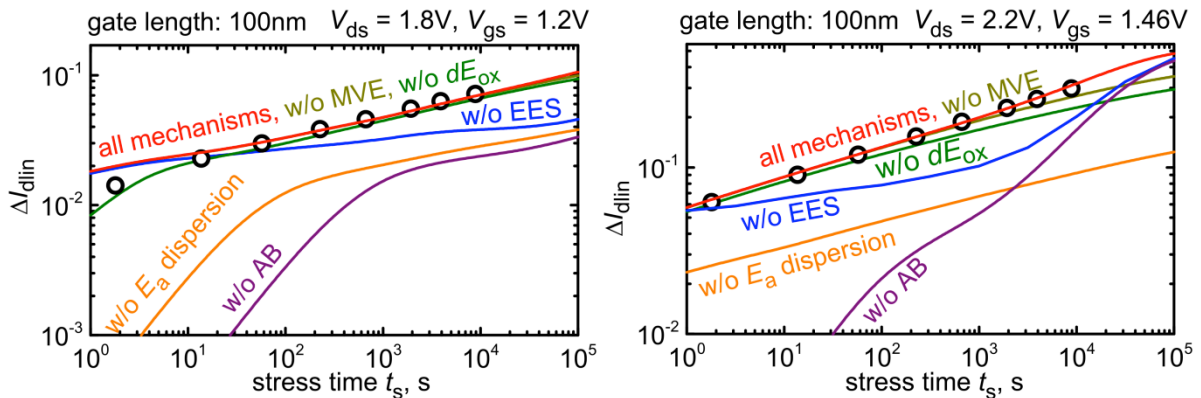 gate length: 100nm V_ds = 1.8V, V_gs = 1.2V
ΔI_dlin
10^-1
10^-2
10^-3
all mechanisms, w/o MVE, w/o dE_ox
w/o EES
w/o E_a dispersion
w/o AB
10^0 10^1 10^2 10^3 10^4 10^5
stress time t_s, s
gate length: 100nm V_ds = 2.2V, V_gs = 1.46V
ΔI_dlin
10^-1
10^-2
all mechanisms, w/o MVE
w/o dE_ox
w/o EES
w/o E_a dispersion
w/o AB
10^0 10^1 10^2 10^3 10^4 10^5
stress time t_s, s